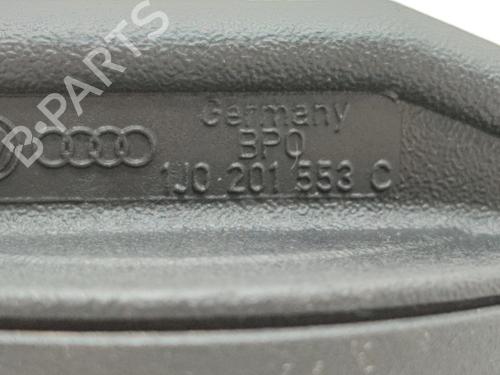 B-PARTS
Germany
BPO
1J0 201 553 C